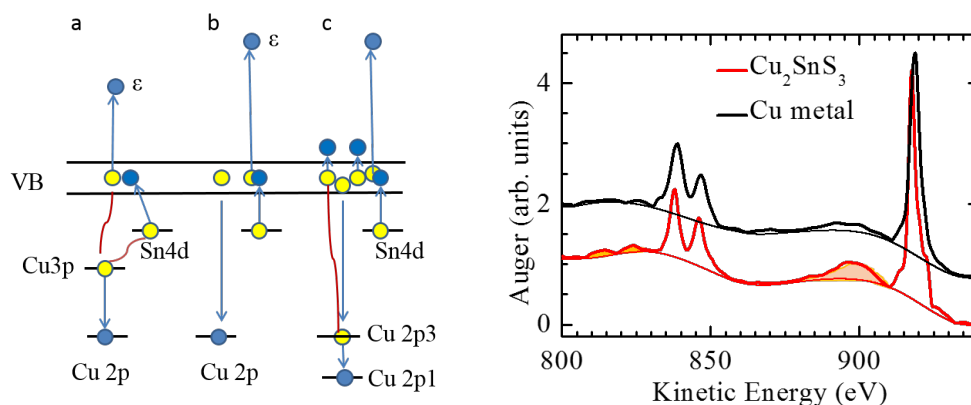 a
b
c
ε
ε
VB
Sn4d
Sn4d
Cu3p
Cu 2p3
Cu 2p
Cu 2p
Cu 2p1
Cu₂SnS₃
Cu metal
4
2
0
Auger (arb. units)
800
850
900
Kinetic Energy (eV)